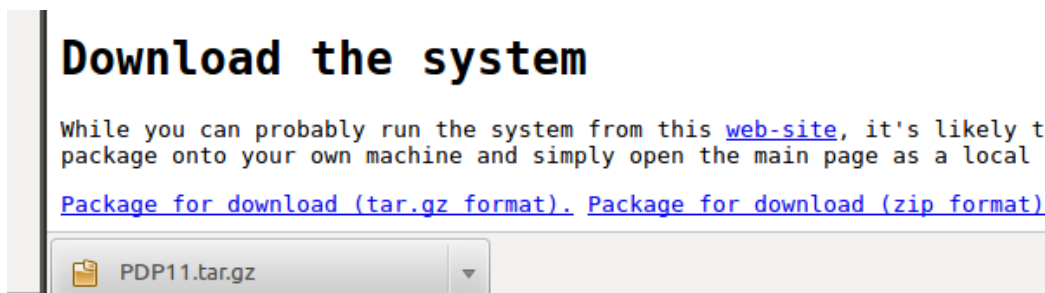 Download the system
While you can probably run the system from this web-site, it's likely t
package onto your own machine and simply open the main page as a local
Package for download (tar.gz format). Package for download (zip format)
PDP11.tar.gz